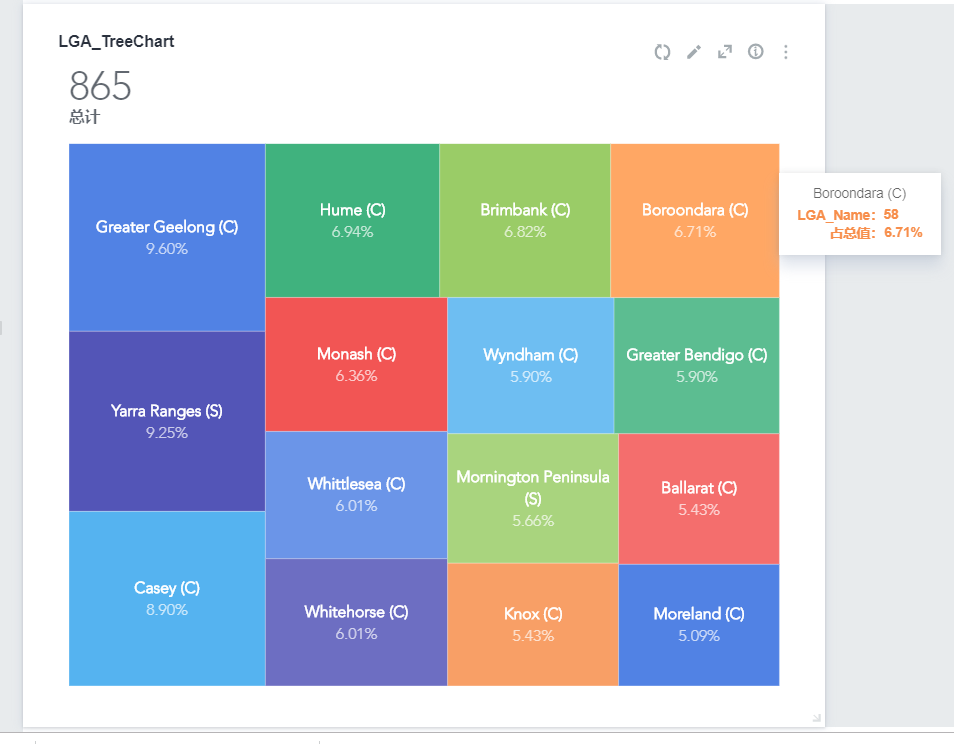 LGA_TreeChart
865
总计
Greater Geelong (C)
9.60%
Hume (C)
6.94%
Brimbank (C)
6.82%
Boroondara (C)
6.71%
Boroondara (C)
LGA_Name: 58
占总值: 6.71%
Yarra Ranges (S)
9.25%
Monash (C)
6.36%
Wyndham (C)
5.90%
Greater Bendigo (C)
5.90%
Whittlesea (C)
6.01%
Mornington Peninsula
(S)
5.66%
Ballarat (C)
5.43%
Casey (C)
8.90%
Whitehorse (C)
6.01%
Knox (C)
5.43%
Moreland (C)
5.09%